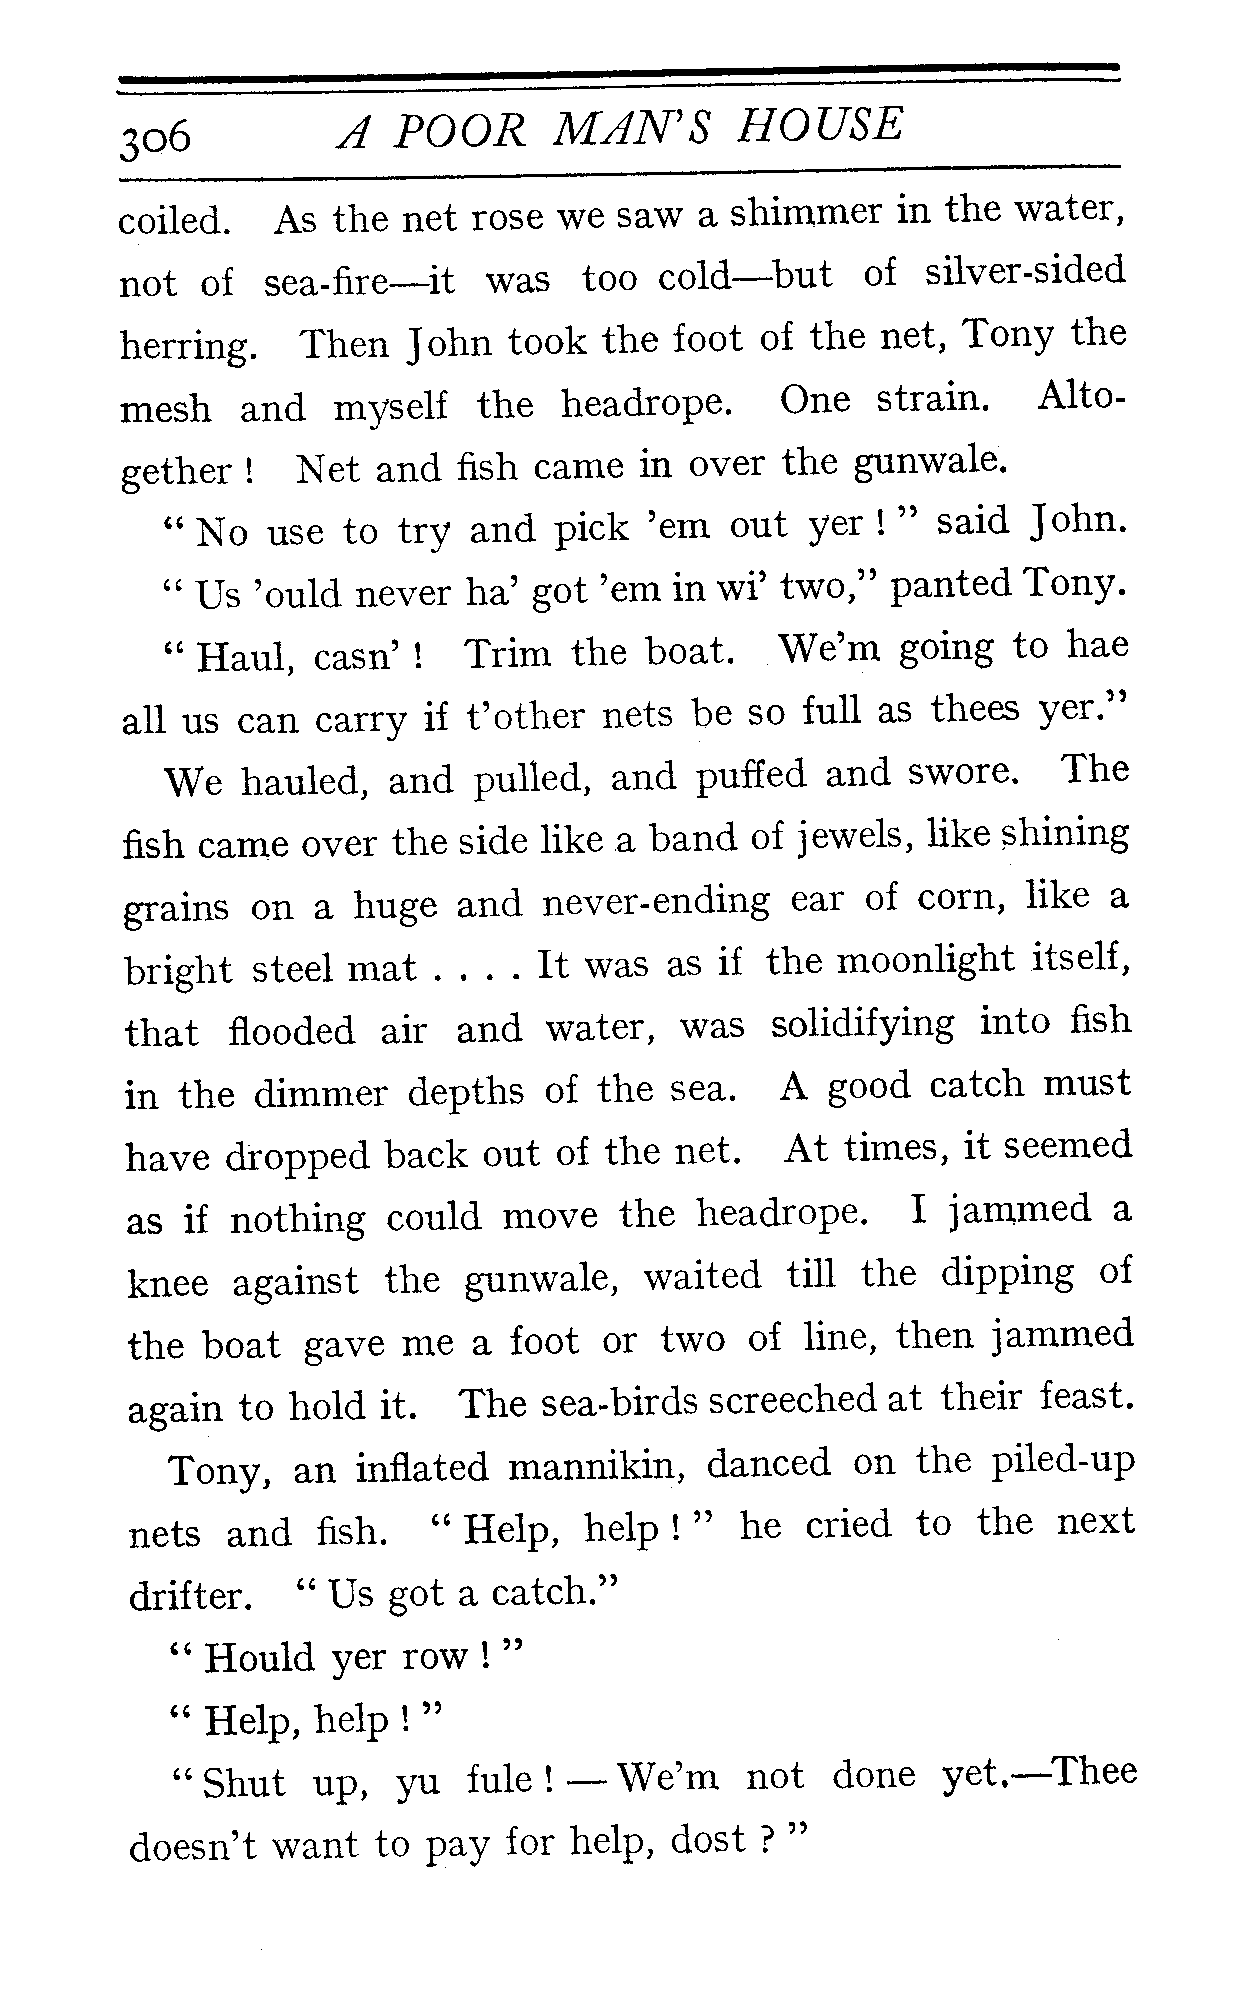 306 A POOR MAN'S HOUSE
coiled. As the net rose we saw a shimmer in the water,
not of sea-fire—it was too cold—but of silver-sided
herring. Then John took the foot of the net, Tony the
mesh and myself the headrope. One strain. Alto-
gether ! Net and fish came in over the gunwale.
“ No use to try and pick ’em out yer ! ” said John.
“ Us ’ould never ha’ got ’em in wi’ two,” panted Tony.
“ Haul, casn’ ! Trim the boat. We’m going to hae
all us can carry if t’other nets be so full as thees yer.”
We hauled, and pulled, and puffed and swore. The
fish came over the side like a band of jewels, like shining
grains on a huge and never-ending ear of corn, like a
bright steel mat . . . . It was as if the moonlight itself,
that flooded air and water, was solidifying into fish
in the dimmer depths of the sea. A good catch must
have dropped back out of the net. At times, it seemed
as if nothing could move the headrope. I jammed a
knee against the gunwale, waited till the dipping of
the boat gave me a foot or two of line, then jammed
again to hold it. The sea-birds screeched at their feast.
Tony, an inflated mannikin, danced on the piled-up
nets and fish. “ Help, help ! ” he cried to the next
drifter. “ Us got a catch.”
“ Hould yer row ! ”
“ Help, help ! ”
“ Shut up, yu fule ! — We’m not done yet.—Thee
doesn’t want to pay for help, dost ? ”